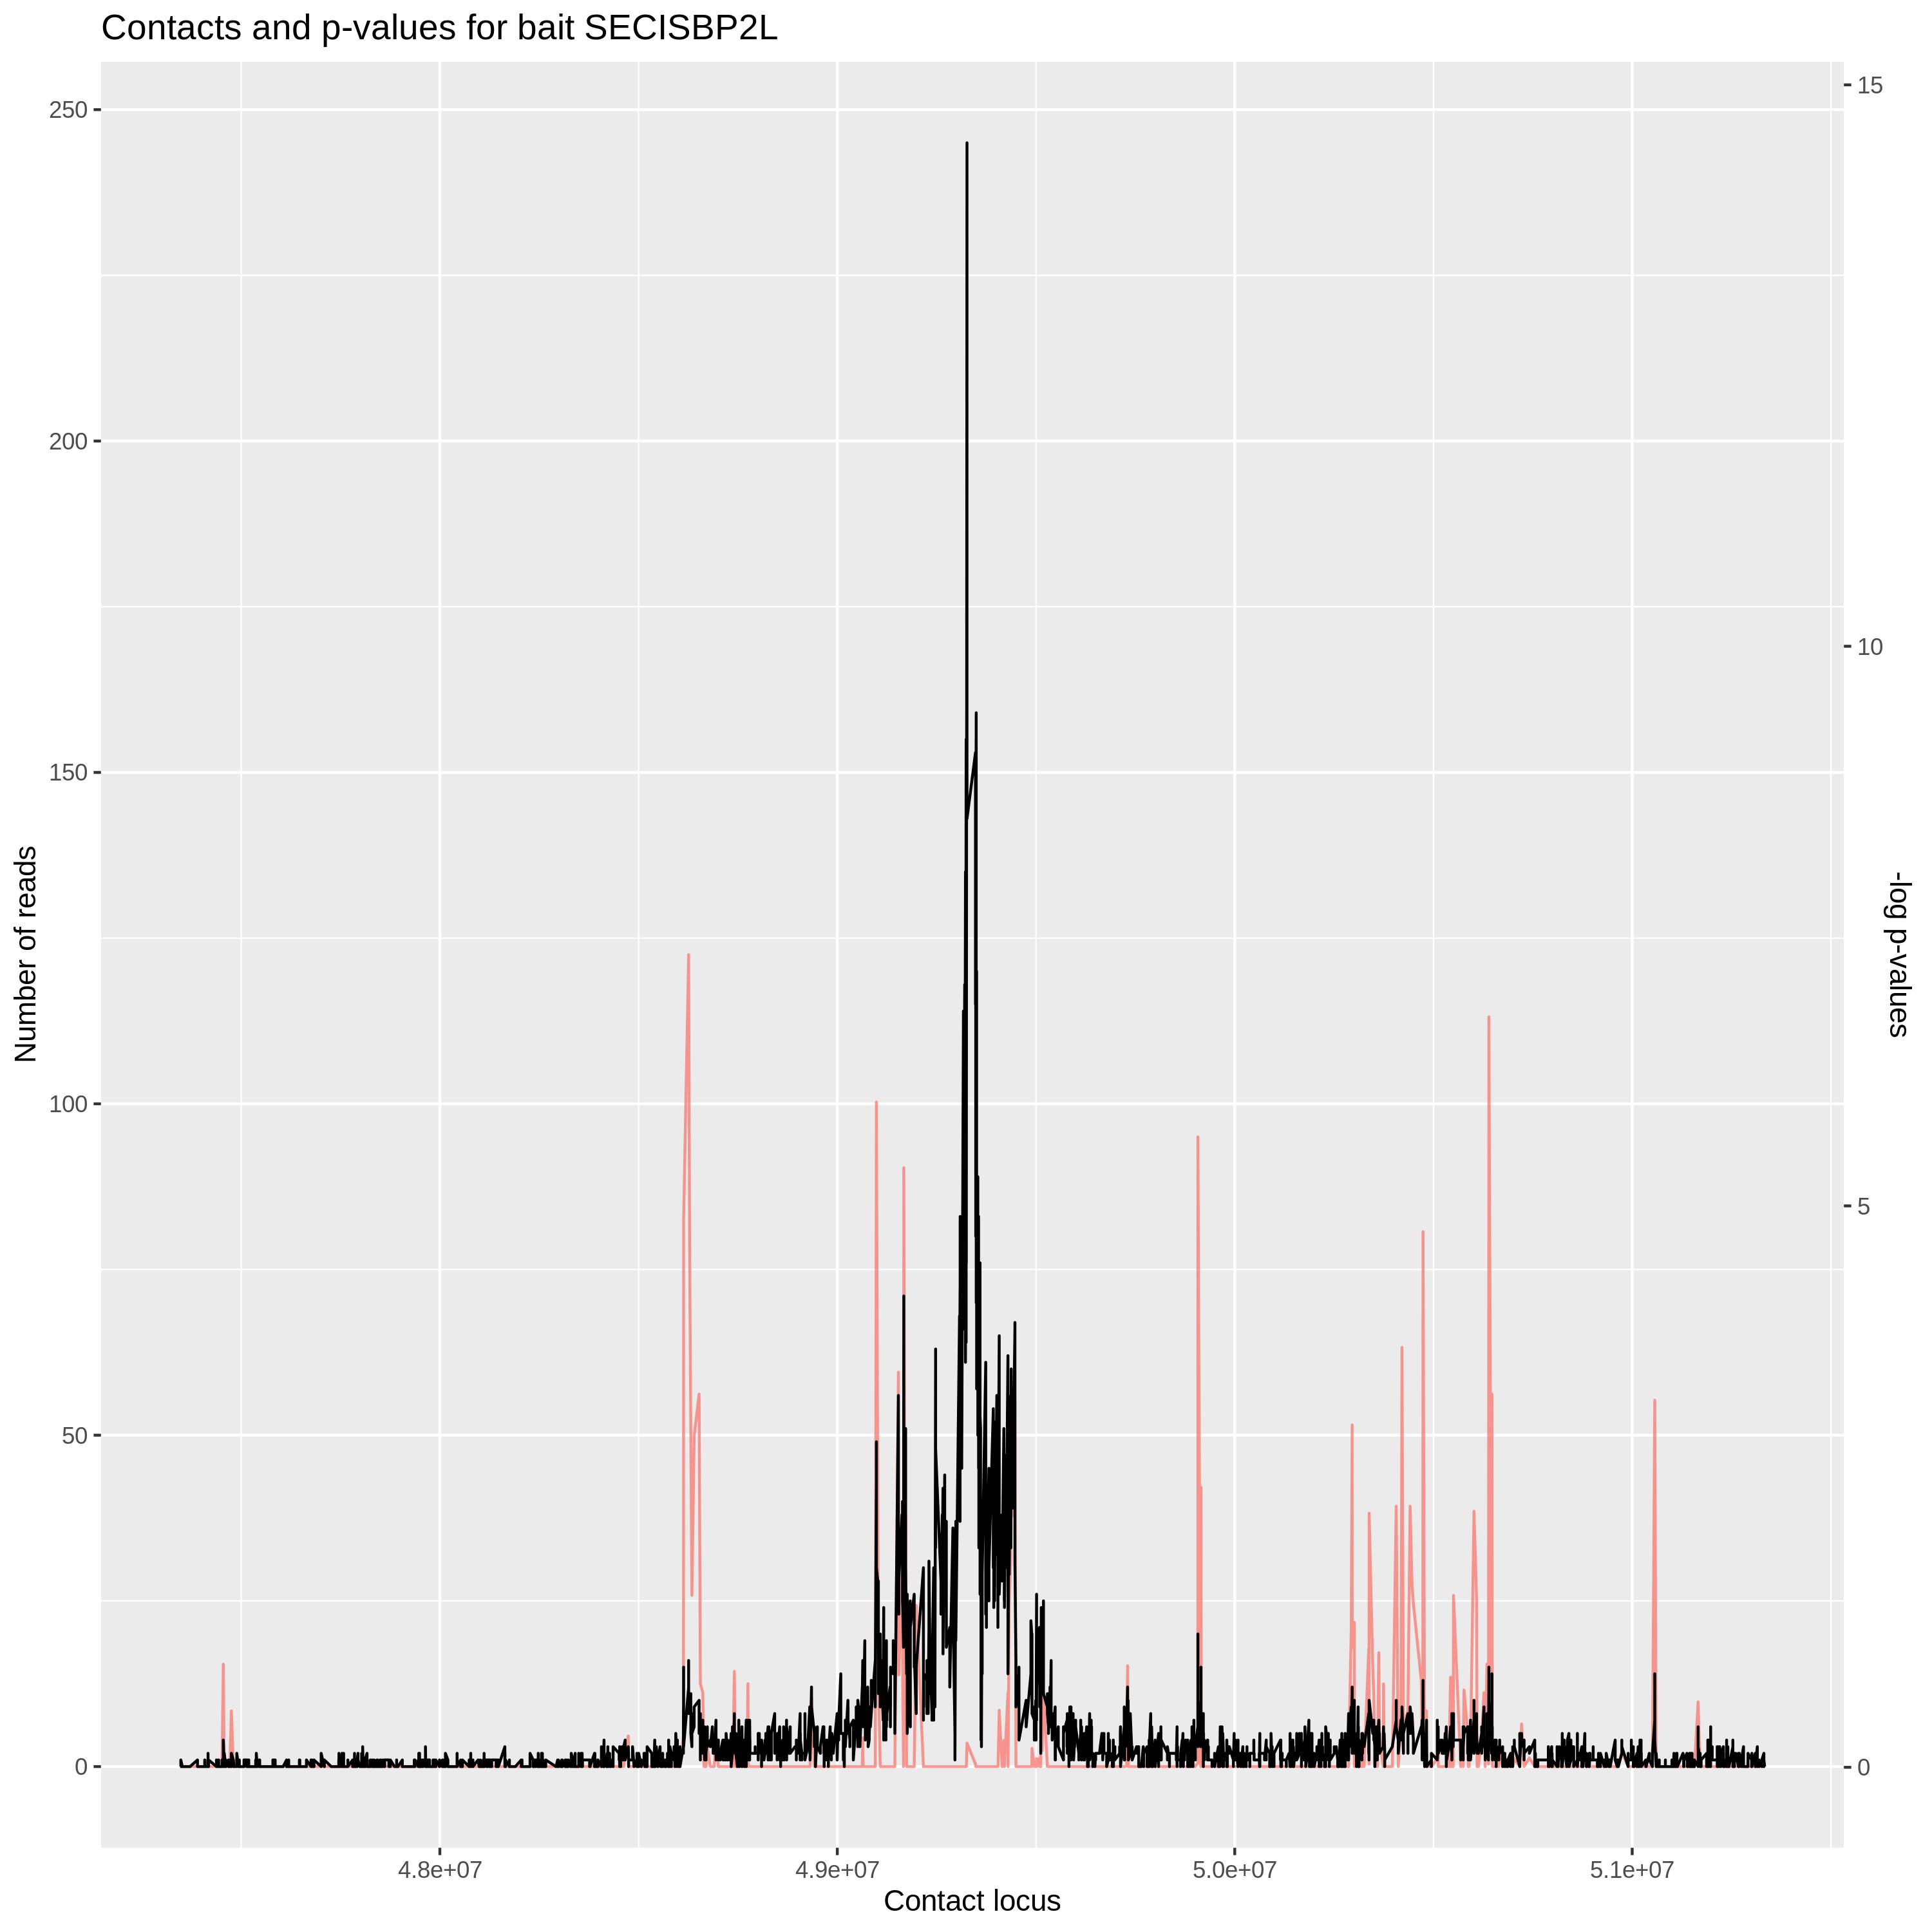 Contacts and p-values for bait SECISBP2L
250
200
150
100
50
0
Number of reads
15
10
5
0
-log p-values
4.8e+07 4.9e+07 5.0e+07 5.1e+07
Contact locus